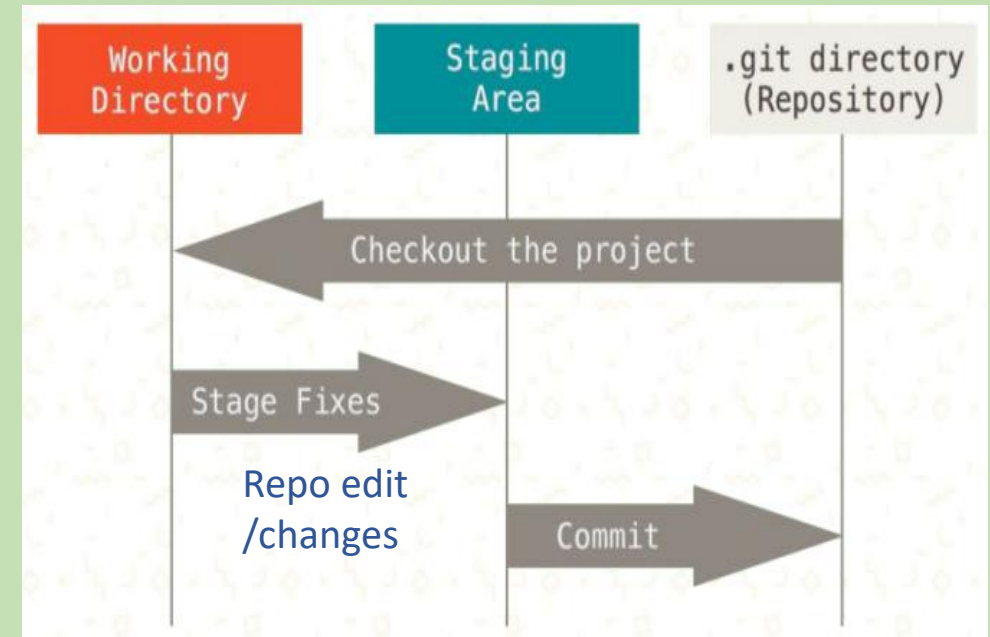 Working
Directory
Staging
Area
.git directory
(Repository)
Checkout the project
Stage Fixes
Repo edit
/changes
Commit